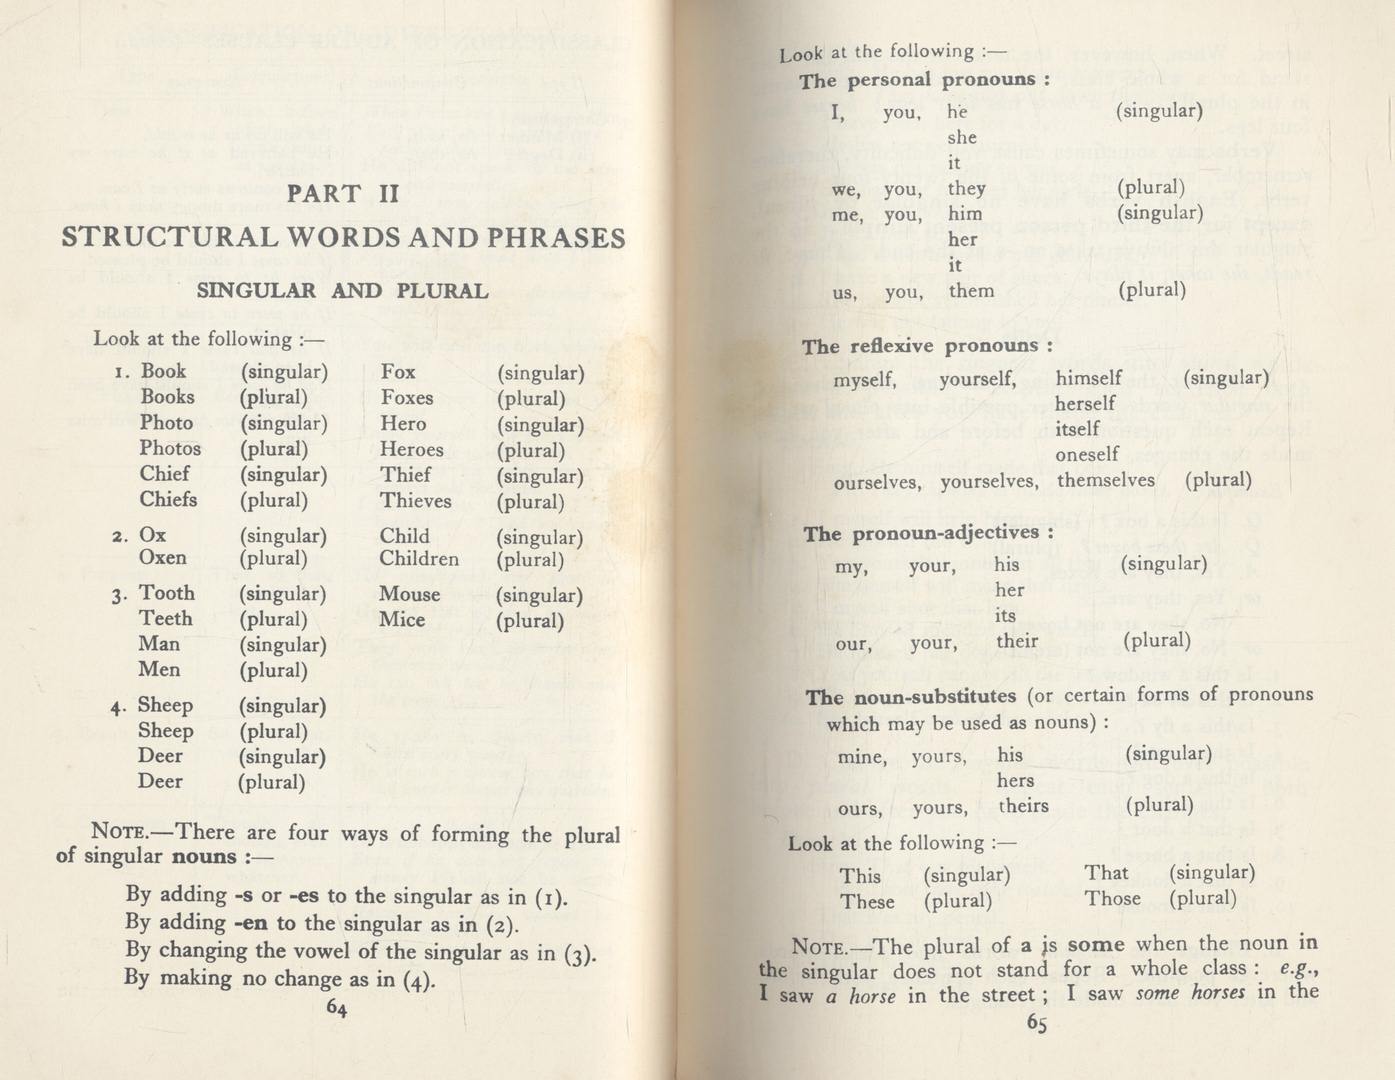 PART II
STRUCTURAL WORDS AND PHRASES
SINGULAR AND PLURAL
Look at the following :—
1. Book (singular) Fox (singular)
Books (plural) Foxes (plural)
Photo (singular) Hero (singular)
Photos (plural) Heroes (plural)
Chief (singular) Thief (singular)
Chiefs (plural) Thieves (plural)
2. Ox (singular) Child (singular)
Oxen (plural) Children (plural)
3. Tooth (singular) Mouse (singular)
Teeth (plural) Mice (plural)
Man (singular)
Men (plural)
4. Sheep (singular)
Sheep (plural)
Deer (singular)
Deer (plural)
NOTE.—There are four ways of forming the plural
of singular nouns :—
By adding -s or -es to the singular as in (1).
By adding -en to the singular as in (2).
By changing the vowel of the singular as in (3).
By making no change as in (4).
64
Look at the following :—
The personal pronouns :
I, you, he (singular)
she
it
we, you, they (plural)
me, you, him (singular)
her
it
us, you, them (plural)
The reflexive pronouns :
myself, yourself, himself (singular)
herself
itself
oneself
ourselves, yourselves, themselves (plural)
The pronoun-adjectives :
my, your, his (singular)
her
its
our, your, their (plural)
The noun-substitutes (or certain forms of pronouns
which may be used as nouns) :
mine, yours, his (singular)
hers
ours, yours, theirs (plural)
Look at the following :—
This (singular) That (singular)
These (plural) Those (plural)
NOTE.—The plural of a is some when the noun in
the singular does not stand for a whole class : e.g.,
I saw a horse in the street ; I saw some horses in the
65